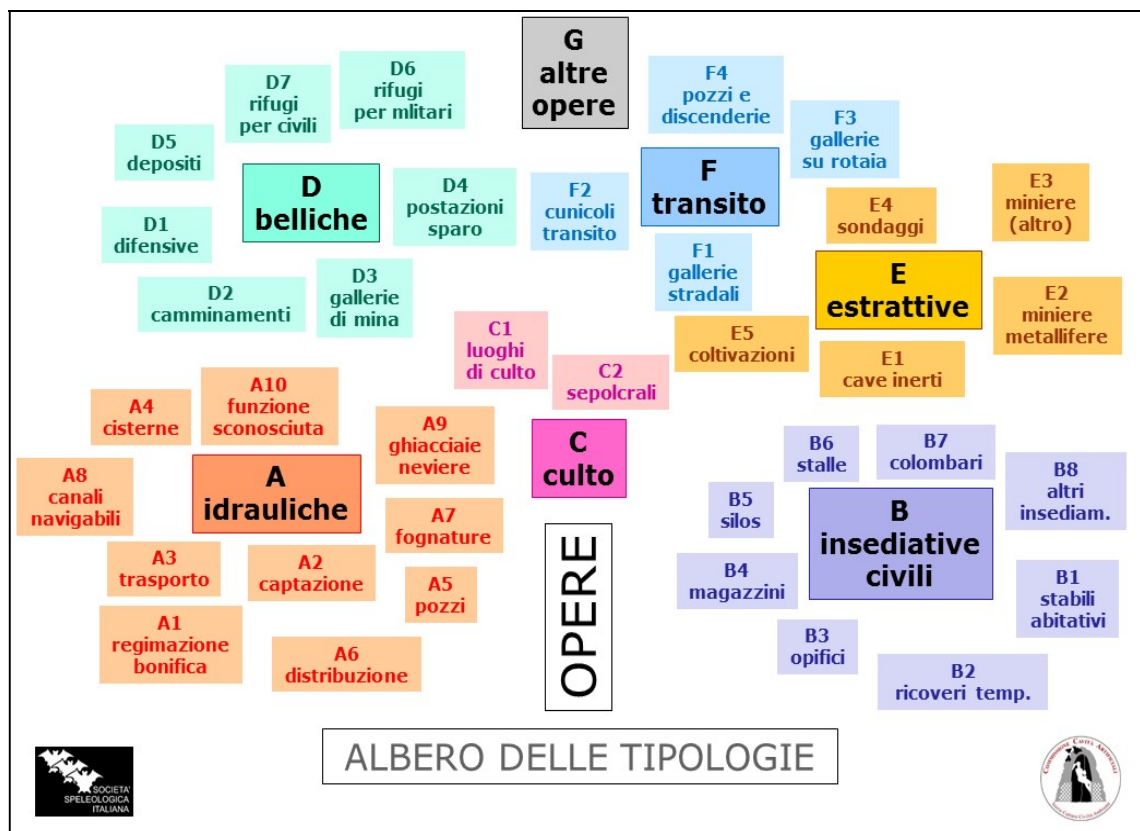 G
altre
opere
D6
rifugi
per mlitari
D7
rifugi
per civili
D5
depositi
D
belliche
D4
postazioni
sparo
D1
difensive
D2
camminamenti
D3
gallerie
di mina
F4
pozzi e
discenderie
F3
gallerie
su rotaia
F
transito
F2
cunicoli
transito
F1
gallerie
stradali
E3
miniere
(altro)
E4
sondaggi
E
estrattive
E2
miniere
metallifere
E5
coltivazioni
E1
cave inerti
C1
luoghi
di culto
C2
sepolcrali
C
culto
A10
funzione
sconosciuta
A4
cisterne
A9
ghiacciaie
neviere
A8
canali
navigabili
A
idrauliche
A7
fognature
A3
trasporto
A2
captazione
A5
pozzi
A1
regimazione
bonifica
A6
distribuzione
B6
stalle
B7
colombari
B8
altri
insediam.
B5
silos
B
insediative
civili
B4
magazzini
B1
stabili
abitativi
B3
opifici
B2
ricoveri temp.
OPERE
ALBERO DELLE TIPOLOGIE
SOCIETA'
SPELEOLOGICA
ITALIANA
COMMISSIONE CAVITÀ ARTIFICIALI